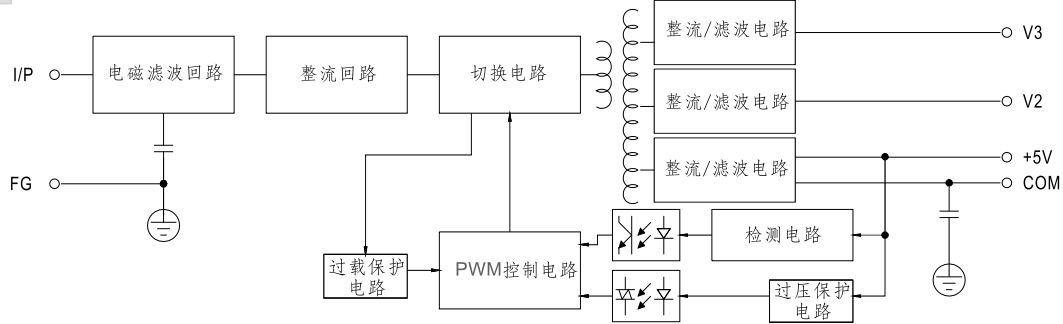 整流/滤波电路
V3
I/P
电磁滤波回路
整流回路
切换电路
整流/滤波电路
V2
整流/滤波电路
+5V
FG
COM
检测电路
过载保护
电路
PWM控制电路
过压保护
电路